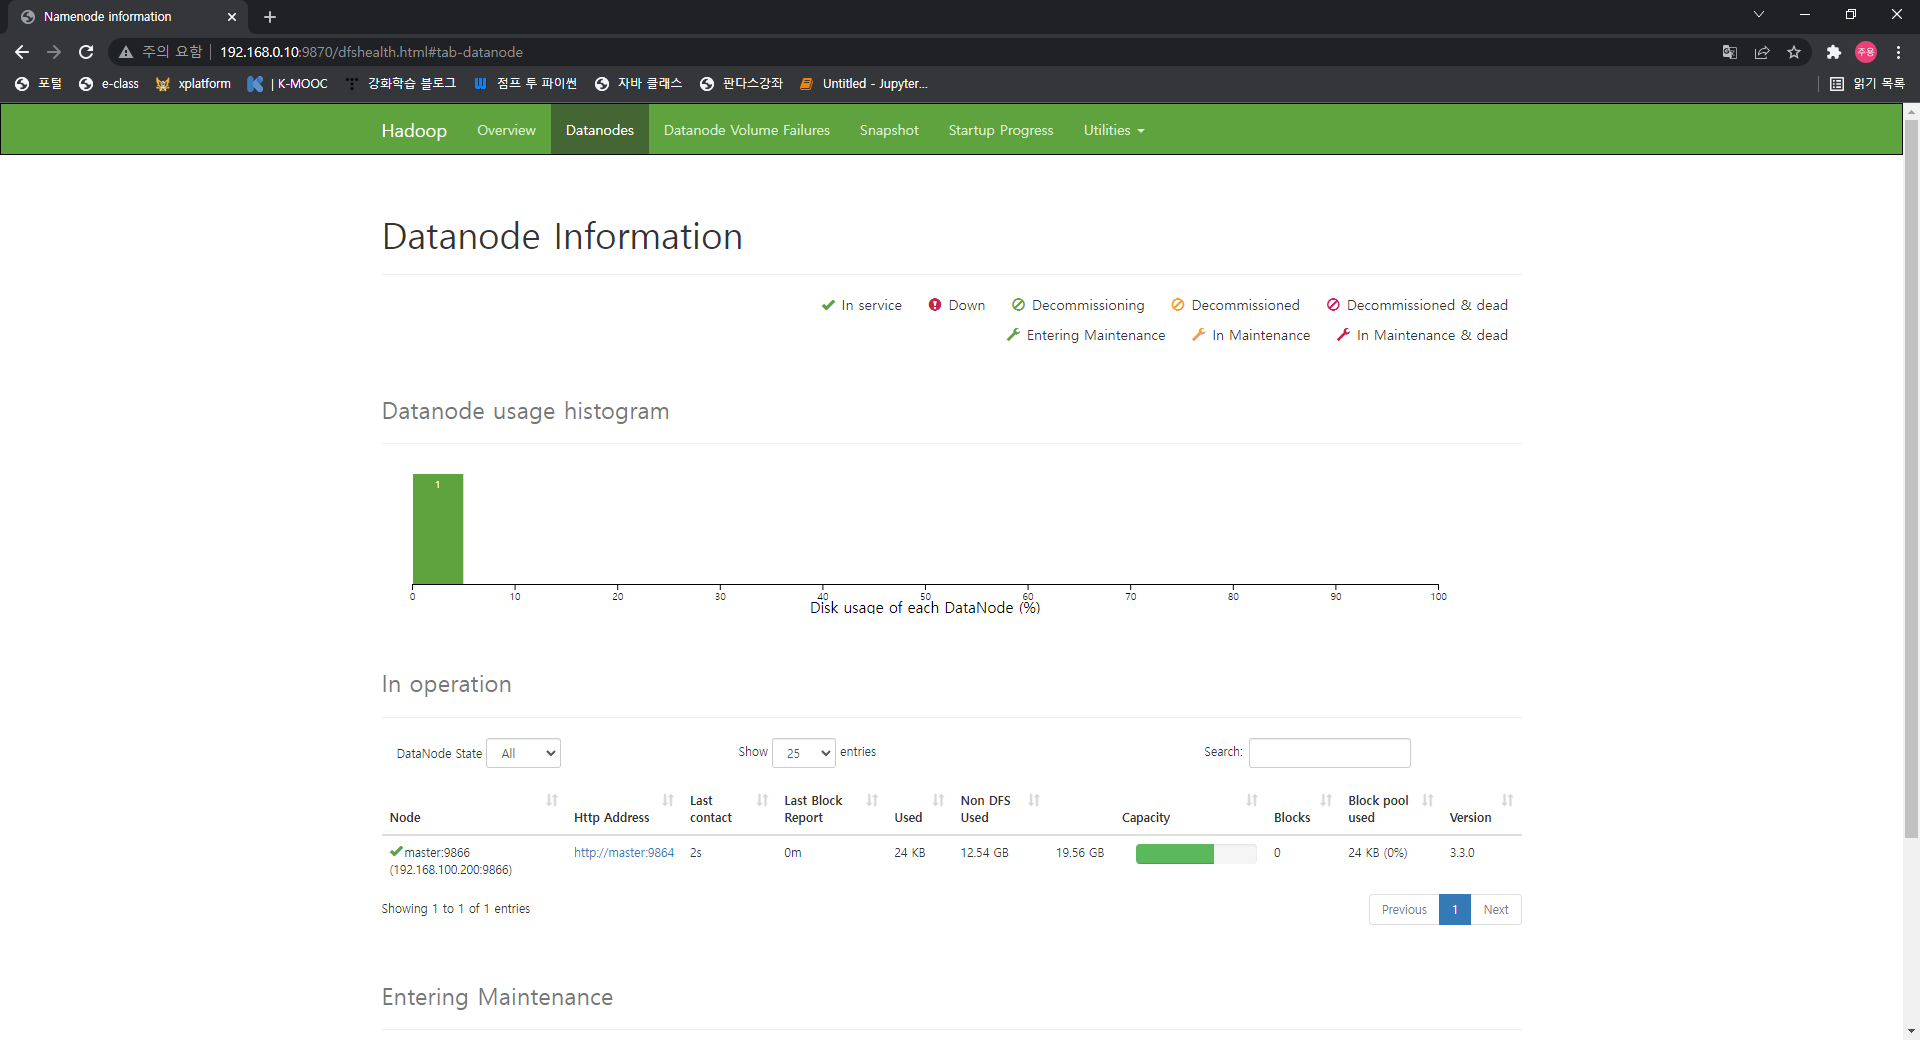 Namenode information
주의 요함 192.168.0.10:9870/dfshealth.html#tab-datanode 주용
포털 e-class xplatform | K-MOOC 강화학습 블로그 점프 투 파이썬 자바 클래스 판다스강좌 Untitled - Jupyter... 읽기 목록
Hadoop Overview Datanodes Datanode Volume Failures Snapshot Startup Progress Utilities
Datanode Information
In service Down Decommissioning Decommissioned Decommissioned & dead
Entering Maintenance In Maintenance In Maintenance & dead
Datanode usage histogram
1
0 10 20 30 40 50 60 70 80 90 100
Disk usage of each DataNode (%)
In operation
DataNode State All Show 25 entries Search:
Node Http Address Last contact Last Block Report Used Non DFS Used Capacity Blocks Block pool used Version
master:9866 http://master:9864 2s 0m 24 KB 12.54 GB 19.56 GB 0 24 KB (0%) 3.3.0
(192.168.100.200:9866)
Showing 1 to 1 of 1 entries Previous 1 Next
Entering Maintenance